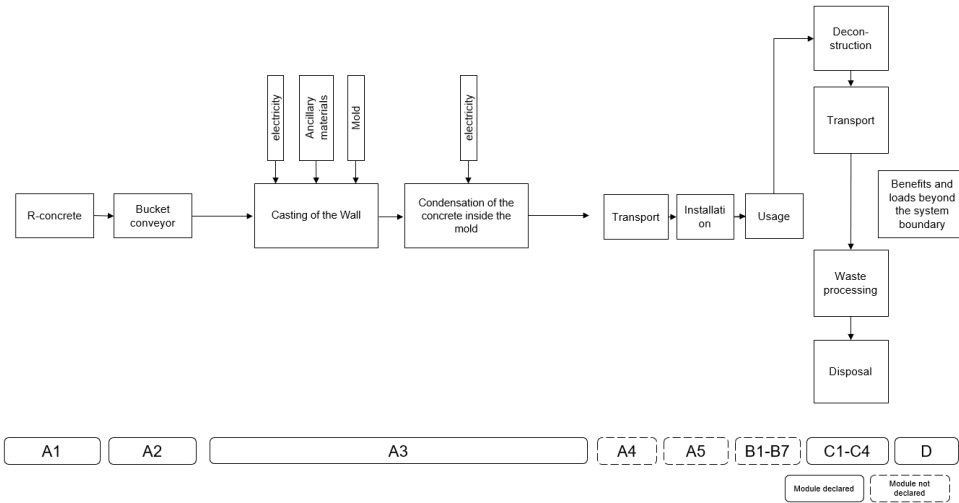 Decon-
struction
electricity
Ancillary
materials
Mold
electricity
Transport
R-concrete
Bucket
conveyor
Casting of the Wall
Condensation of the
concrete inside the
mold
Transport
Installati
on
Usage
Benefits and
loads beyond
the system
boundary
Waste
processing
Disposal
A1
A2
A3
A4
A5
B1-B7
C1-C4
D
Module declared
Module not
declared